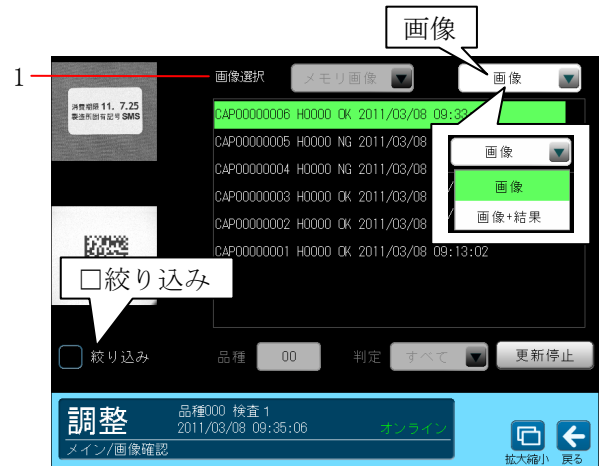 画像
1
画像選択 メモリ画像 画像
消費期限 11. 7.25
製造所固有記号 SMS
CAP00000006 H0000 OK 2011/03/08 09:33
CAP00000005 H0000 NG 2011/03/08
CAP00000004 H0000 NG 2011/03/08
CAP00000003 H0000 OK 2011/03/08
CAP00000002 H0000 OK 2011/03/08
CAP00000001 H0000 OK 2011/03/08 09:13:02
画像
画像
画像+結果
□絞り込み
絞り込み 品種 00 判定 すべて 更新停止
調整 品種000 検査 1
2011/03/08 09:35:06 オンライン
メイン/画像確認
拡大縮小 戻る